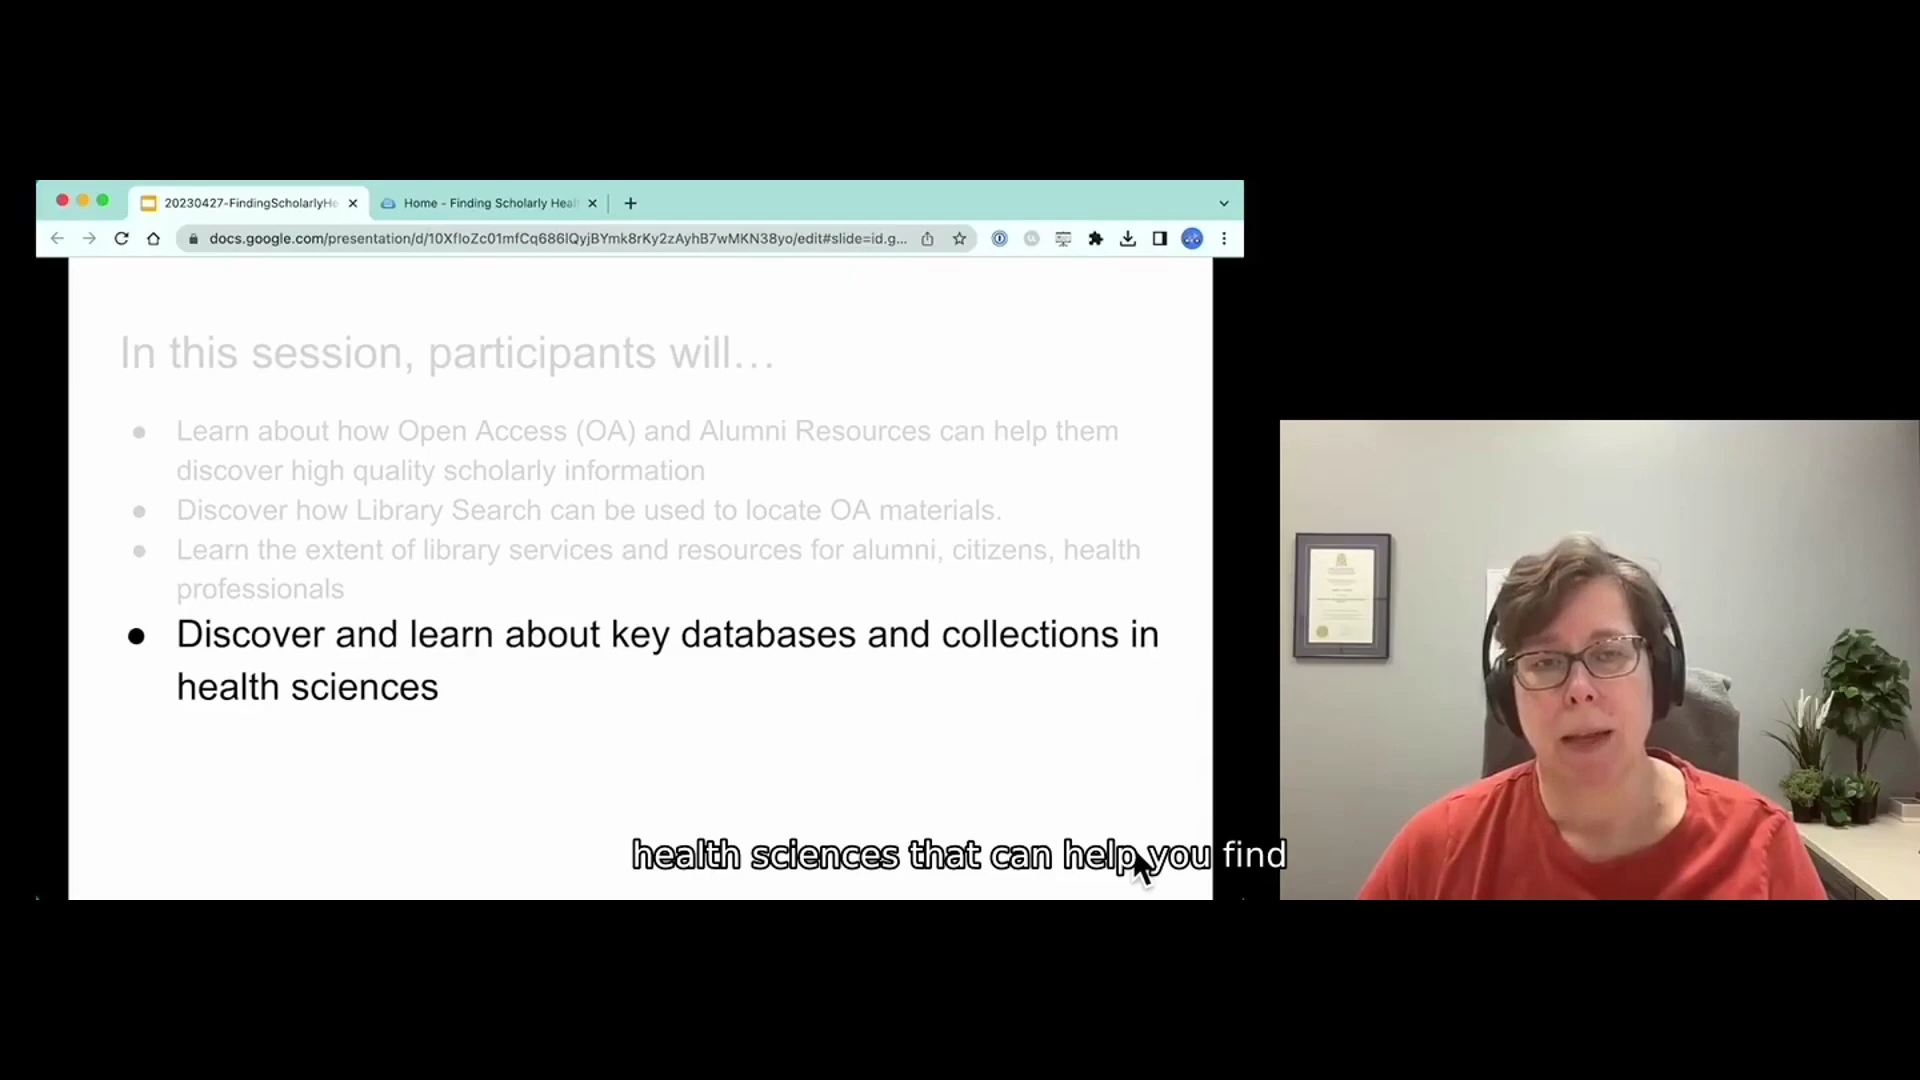 20230427-FindingScholarlyHe
Home - Finding Scholarly Heal
docs.google.com/presentation/d/10XfIoZc01mfCq686lQyjBYmk8rKy2zAyhB7wMKN38yo/edit#slide=id.g...
In this session, participants will…
● Learn about how Open Access (OA) and Alumni Resources can help them
discover high quality scholarly information
● Discover how Library Search can be used to locate OA materials.
● Learn the extent of library services and resources for alumni, citizens, health
professionals
● Discover and learn about key databases and collections in
health sciences
health sciences that can help you find